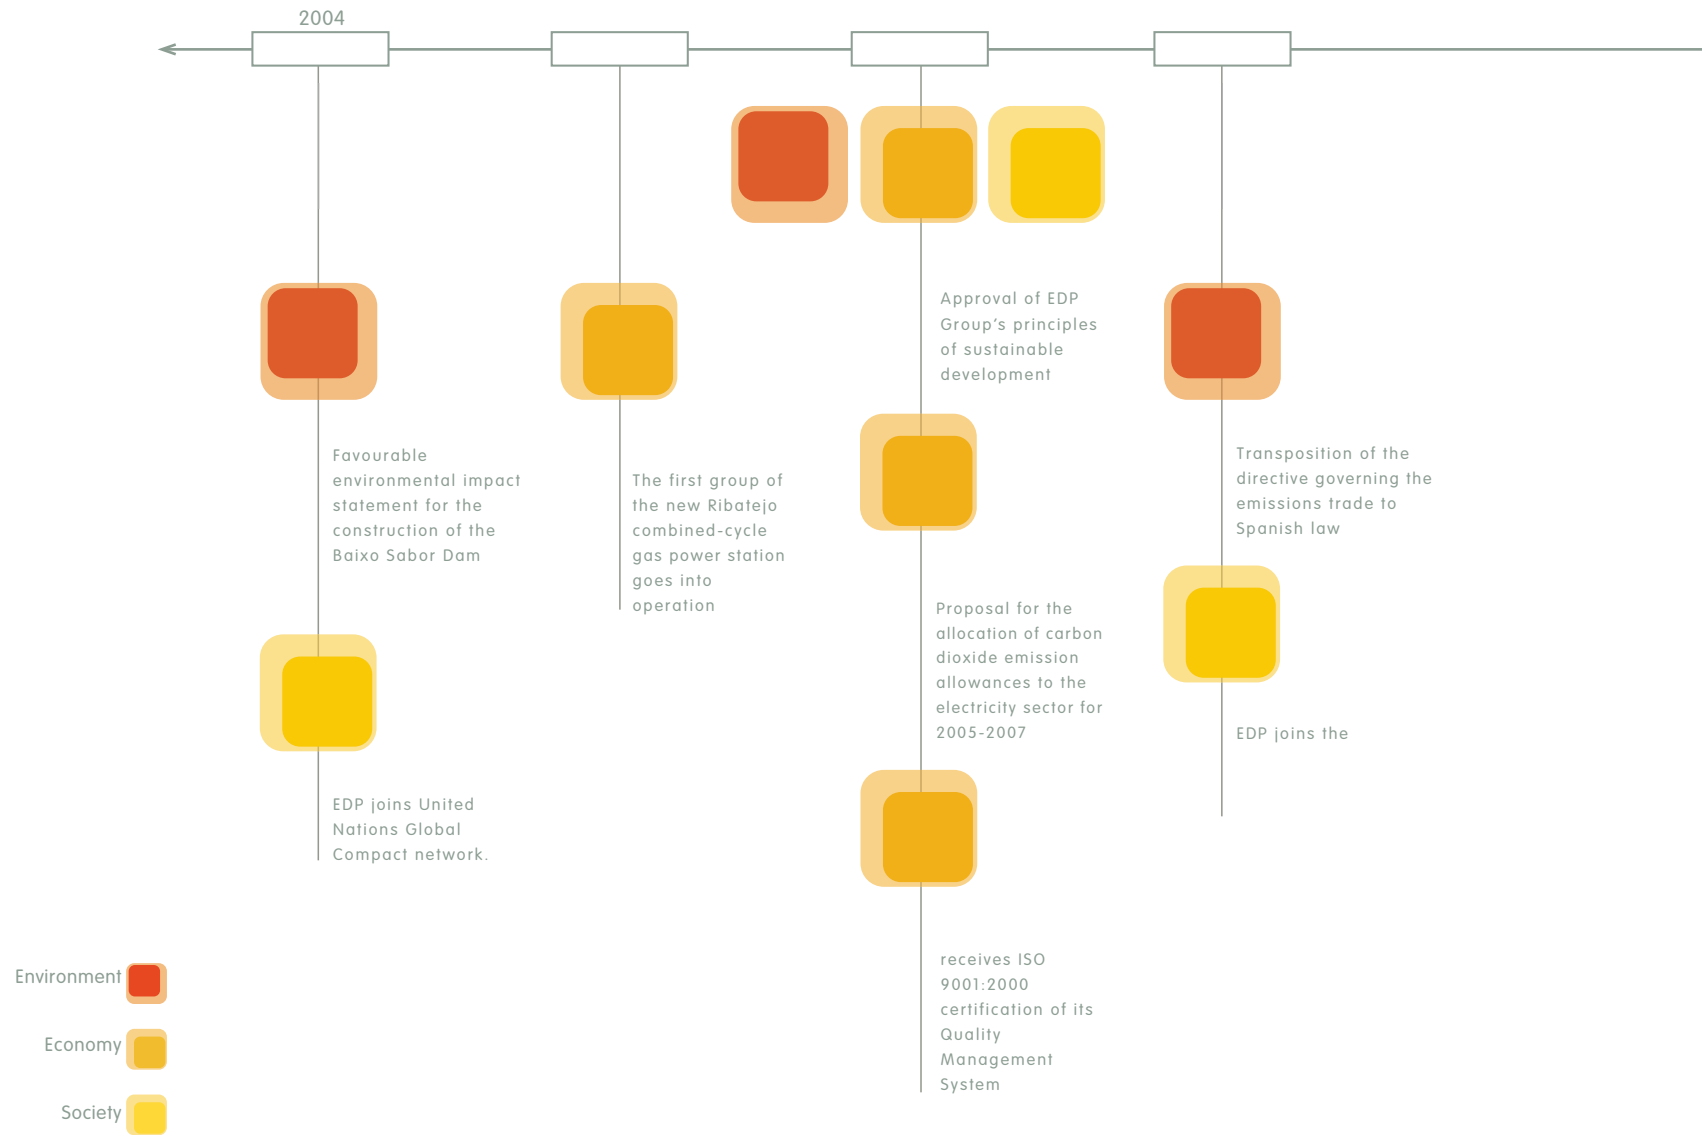 2004
Favourable
environmental impact
statement for the
construction of the
Baixo Sabor Dam
EDP joins United
Nations Global
Compact network.
The first group of
the new Ribatejo
combined-cycle
gas power station
goes into
operation
Approval of EDP
Group's principles
of sustainable
development
Proposal for the
allocation of carbon
dioxide emission
allowances to the
electricity sector for
2005-2007
receives ISO
9001:2000
certification of its
Quality
Management
System
Transposition of the
directive governing the
emissions trade to
Spanish law
EDP joins the
Environment
Economy
Society